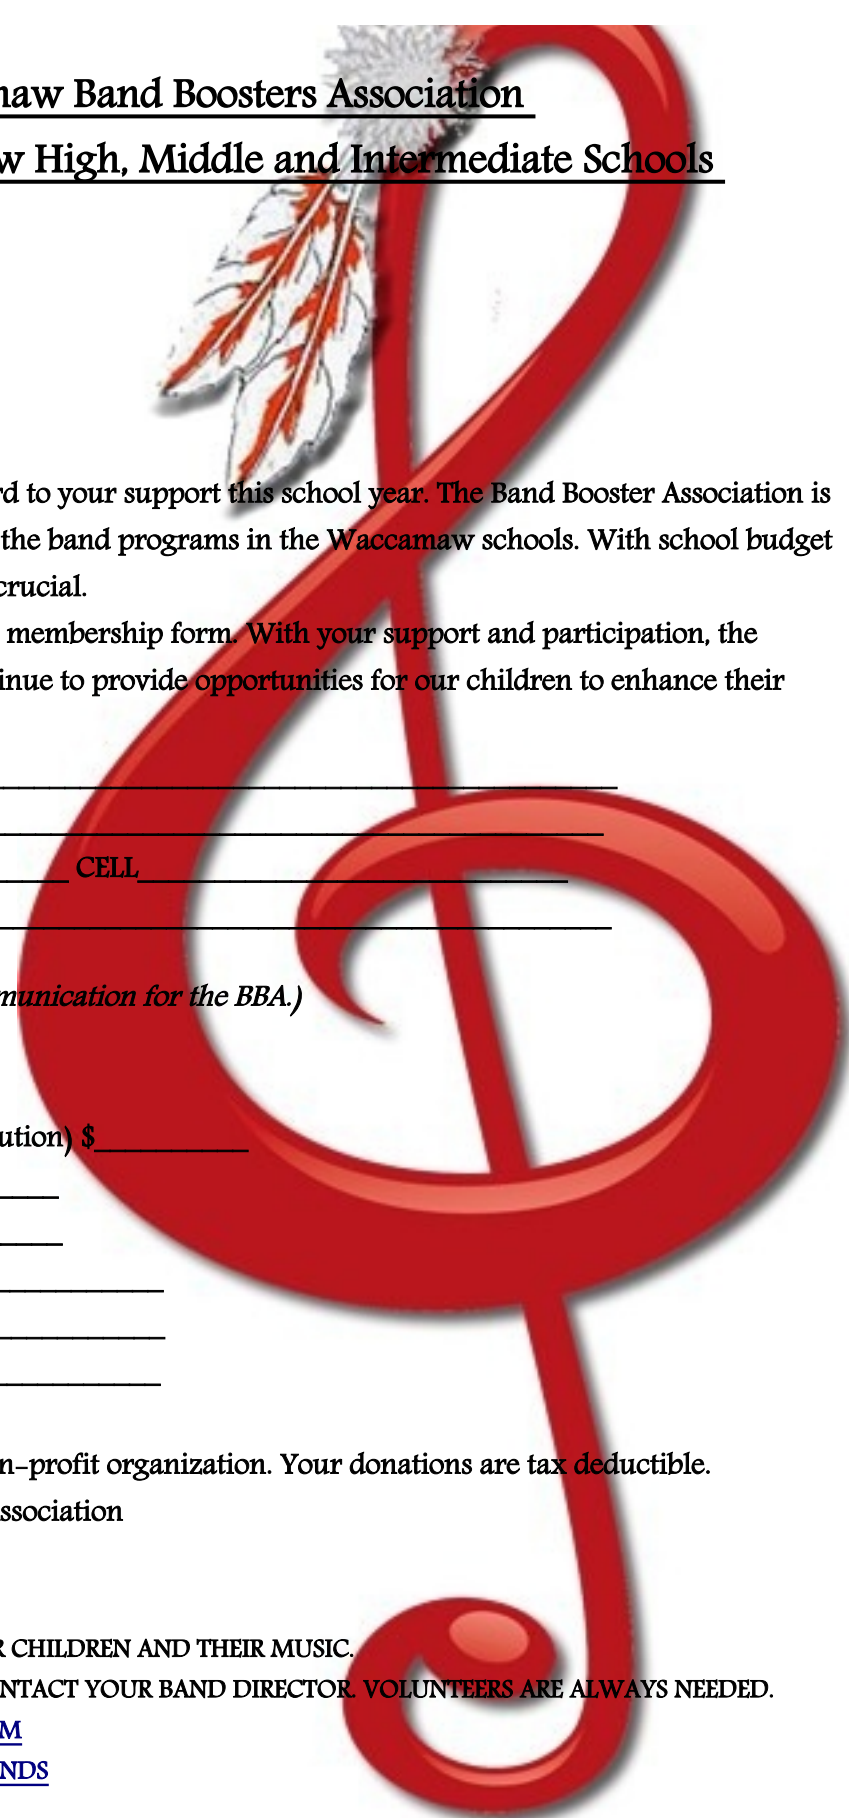 naw Band Boosters Association
w High, Middle and Intermediate Schools
rd to your support this school year. The Band Booster Association is
the band programs in the Waccamaw schools. With school budget
crucial.
membership form. With your support and participation, the
inue to provide opportunities for our children to enhance their
CELL
munication for the BBA.)
ution) $
n-profit organization. Your donations are tax deductible.
ssociation
R CHILDREN AND THEIR MUSIC.
NTACT YOUR BAND DIRECTOR. VOLUNTEERS ARE ALWAYS NEEDED.
M
NDS